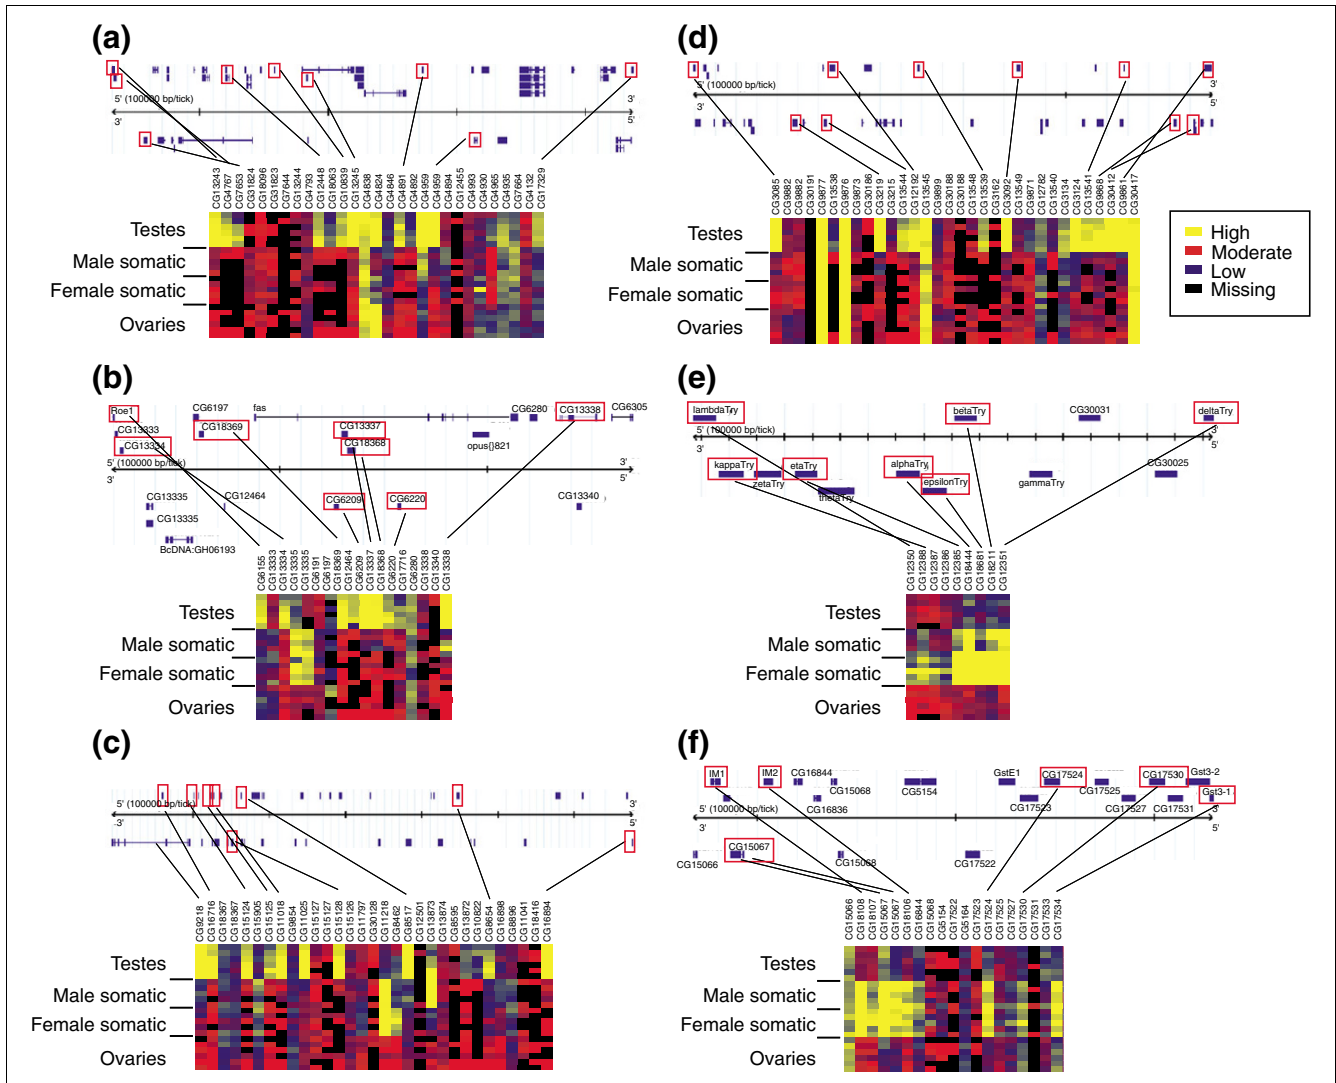 (a)
5' (100000 bp/tick) 3'
3' 5'
CG13243 CG4767 CG7653 CG31824 CG18096 CG31823 CG7644 CG13244 CG4793 CG12448 CG18063 CG10839 CG13245 CG4838 CG4824 CG4846 CG4891 CG4892 CG4959 CG4959 CG4894 CG12455 CG4993 CG4930 CG4965 CG4935 CG7664 CG4132 CG17329
Testes
Male somatic
Female somatic
Ovaries
(d)
5' (100000 bp/tick) 3'
3' 5'
CG30085 CG9882 CG9882 CG30191 CG9877 CG13538 CG9876 CG9873 CG30186 CG3219 CG3215 CG13544 CG12192 CG13545 CG9899 CG30188 CG30188 CG13548 CG13539 CG3162 CG3092 CG13549 CG9871 CG12782 CG13540 CG3134 CG3124 CG13541 CG9868 CG30412 CG9861 CG30417
Testes
Male somatic
Female somatic
Ovaries
High
Moderate
Low
Missing
(b)
Roe1 CG6197 fas CG6280 CG13338 CG6305
CG13333 CG18369 CG13337 opus{}821
CG13334 CG18368
5' (100000 bp/tick) 3'
3' 5'
CG13335 CG12464 CG6209 CG6220 CG13340
CG13335
BcDNA:GH06193
CG6155 CG13333 CG13334 CG13335 CG13335 CG6191 CG6197 CG18369 CG12464 CG6209 CG13337 CG18368 CG6220 CG17716 CG6280 CG13338 CG13340 CG13338
Testes
Male somatic
Female somatic
Ovaries
(e)
lambdaTry betaTry CG30031 deltaTry
5' (100000 bp/tick) 3'
3' 5'
kappaTry zetaTry etaTry thetaTry alphaTry epsilonTry gammaTry CG30025
CG12350 CG12388 CG12387 CG12386 CG12385 CG18444 CG18681 CG18211 CG12351
Testes
Male somatic
Female somatic
Ovaries
(c)
5' (100000 bp/tick) 3'
3' 5'
CG9218 CG16716 CG18367 CG18367 CG15124 CG15905 CG15125 CG11018 CG8654 CG11025 CG15127 CG15127 CG15128 CG15126 CG11797 CG30128 CG11218 CG8462 CG8517 CG12501 CG13873 CG13874 CG8595 CG13872 CG10822 CG8654 CG16898 CG8896 CG11041 CG18416 CG16894
Testes
Male somatic
Female somatic
Ovaries
(f)
IM1 IM2 CG16844 CG15068 CG5154 GstE1 CG17524 CG17525 CG17530 Gst3-2
CG16836 CG17523 CG17527 CG17531 Gst3-1
5' (100000 bp/tick) 3'
3' 5'
CG15066 CG15067 CG15068 CG17522
CG15066 CG18108 CG18107 CG15067 CG15067 CG18106 CG16844 CG15068 CG5154 CG17522 CG5164 CG17523 CG17524 CG17525 CG17527 CG17530 CG17531 CG17533 CG17534
Testes
Male somatic
Female somatic
Ovaries